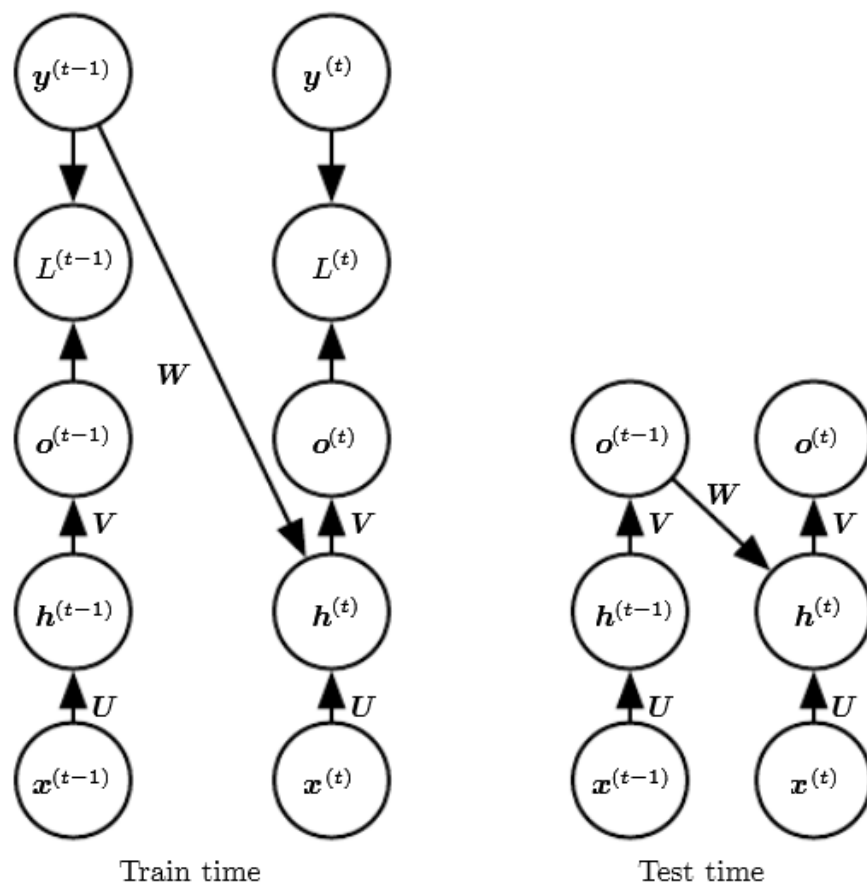 y^(t−1) y^(t)
L^(t−1) L^(t)
W
o^(t−1) o^(t) o^(t−1) o^(t)
W
V V V V
h^(t−1) h^(t) h^(t−1) h^(t)
U U U U
x^(t−1) x^(t) x^(t−1) x^(t)
Train time Test time